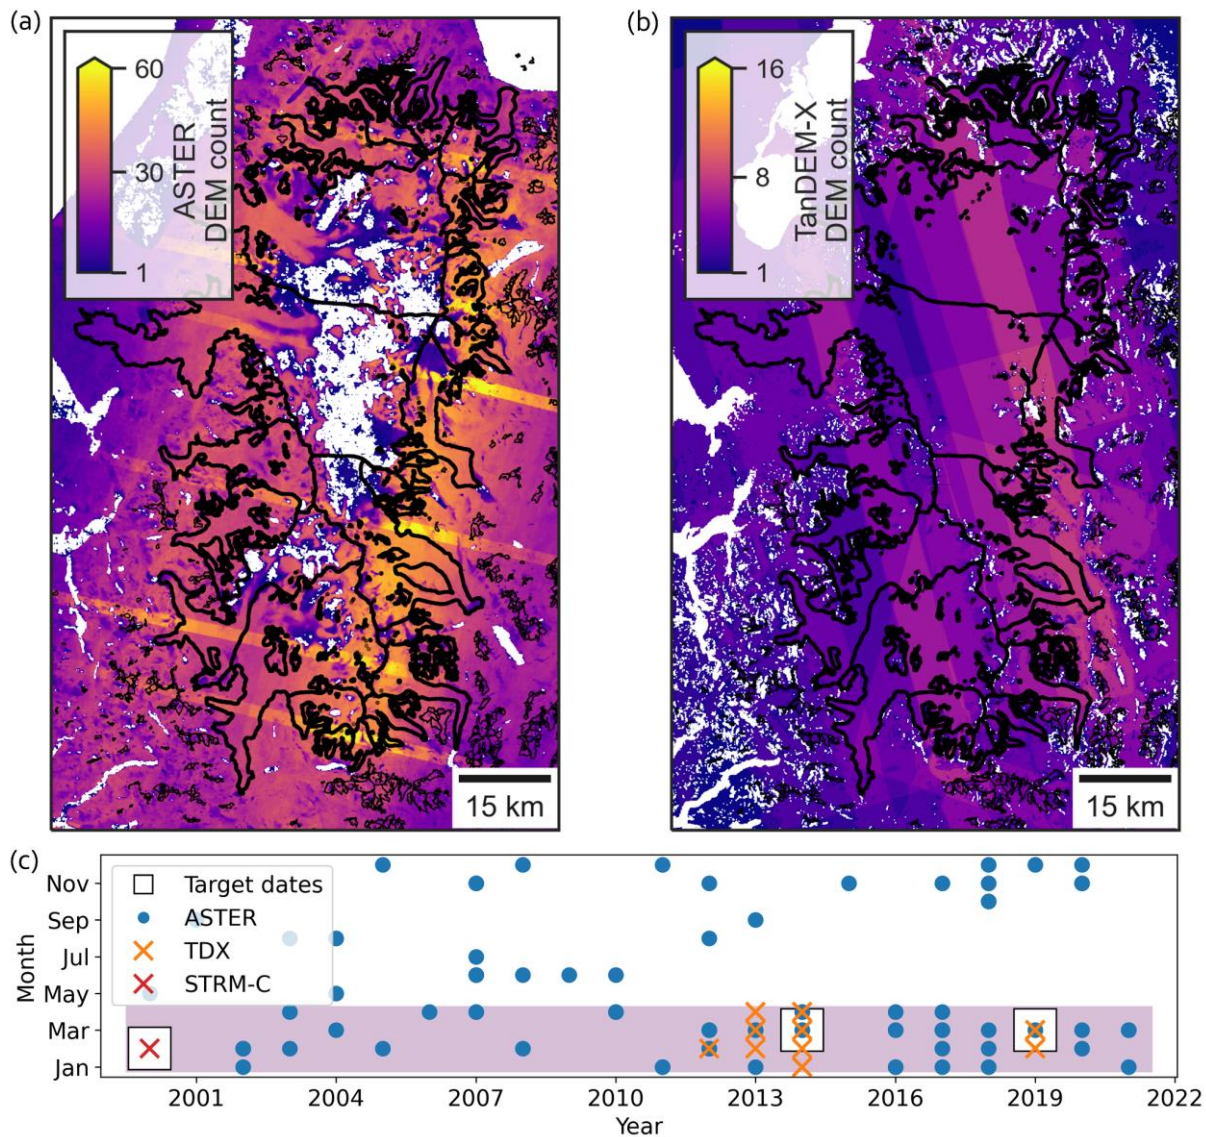 (a)
60
30
1
ASTER
DEM count
15 km
(b)
16
8
1
TanDEM-X
DEM count
15 km
(c)
Nov
Sep
Jul
May
Mar
Jan
Month
Target dates
ASTER
TDX
STRM-C
2001
2004
2007
2010
2013
2016
2019
2022
Year